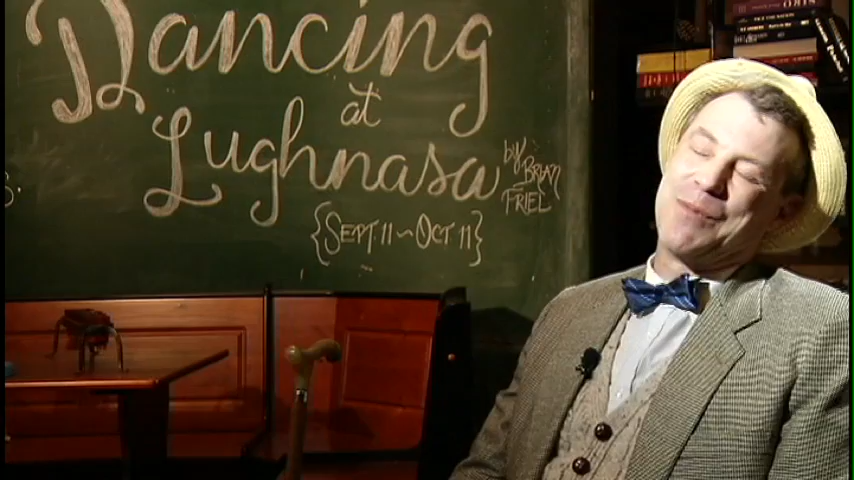 Dancing
at
Lughnasa
by Brian
Friel
{Sept. 11 ~ Oct. 11}